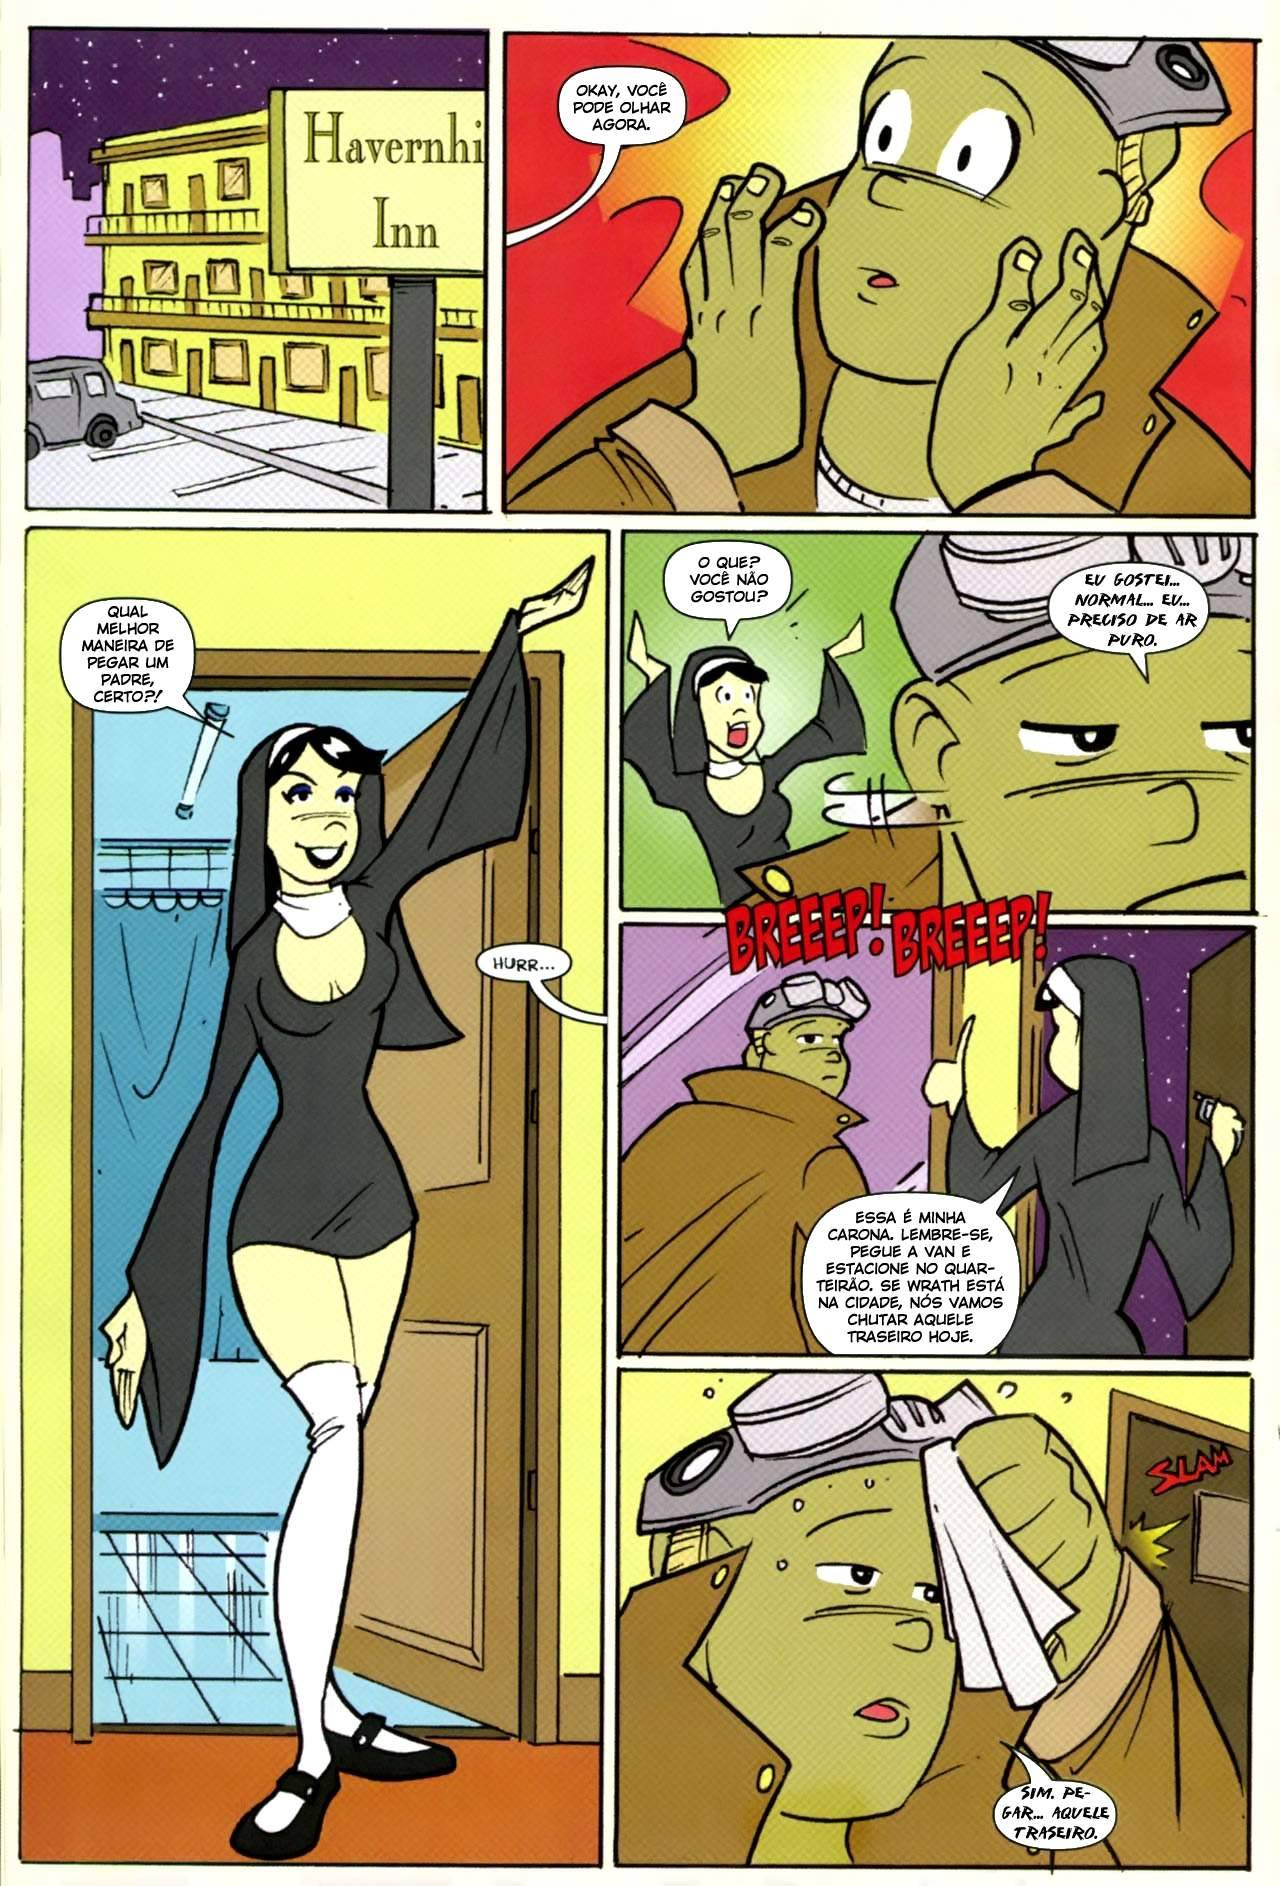 Havernhi
Inn
OKAY, VOCÊ
PODE OLHAR
AGORA.
QUAL
MELHOR
MANEIRA DE
PEGAR UM
PADRE,
CERTO?!
HURR...
O QUE?
VOCÊ NÃO
GOSTOU?
EU GOSTEI...
NORMAL... EU...
PRECISO DE AR
PURO.
BREEEP! BREEEP!
ESSA É MINHA
CARONA. LEMBRE-SE,
PEGUE A VAN E
ESTACIONE NO QUAR-
TEIRÃO. SE WRATH ESTÁ
NA CIDADE, NÓS VAMOS
CHUTAR AQUELE
TRASEIRO HOJE.
SLAM
SIM. PE-
GAR... AQUELE
TRASEIRO.